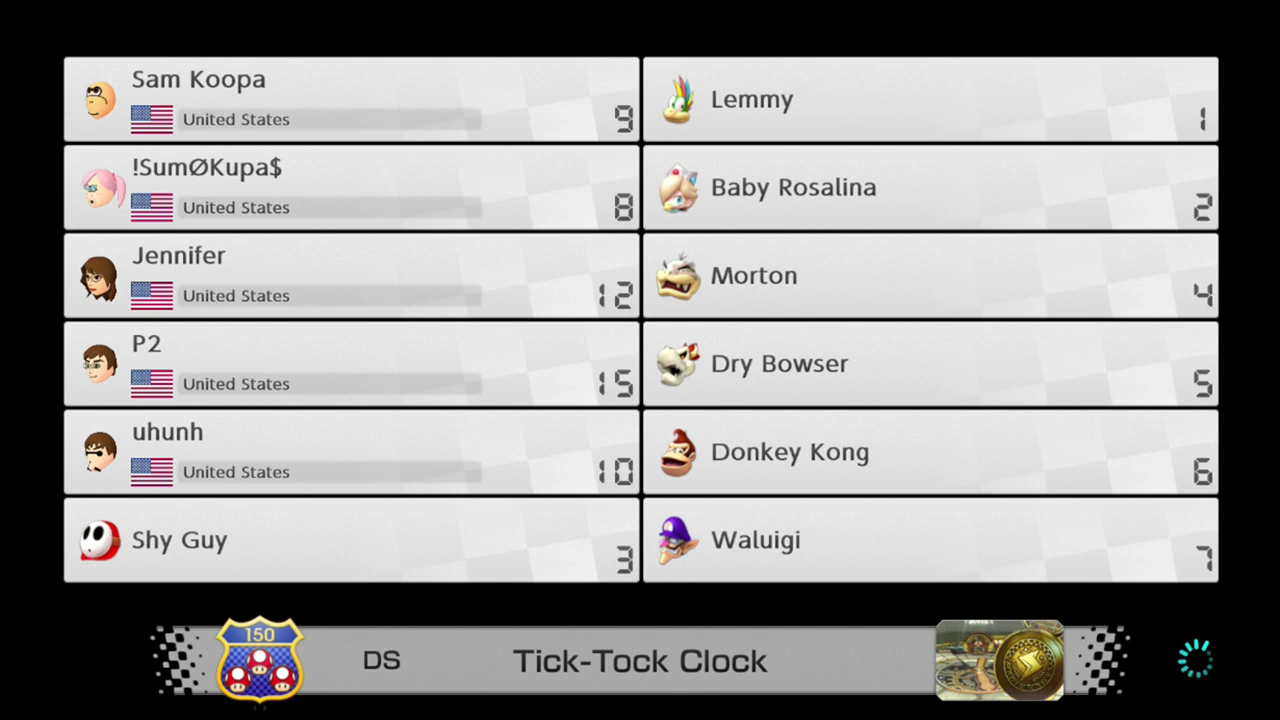 Sam Koopa
United States
9
!SumØKupa$
United States
8
Jennifer
United States
12
P2
United States
15
uhunh
United States
10
Shy Guy
3
Lemmy
1
Baby Rosalina
2
Morton
4
Dry Bowser
5
Donkey Kong
6
Waluigi
7
150
DS
Tick-Tock Clock